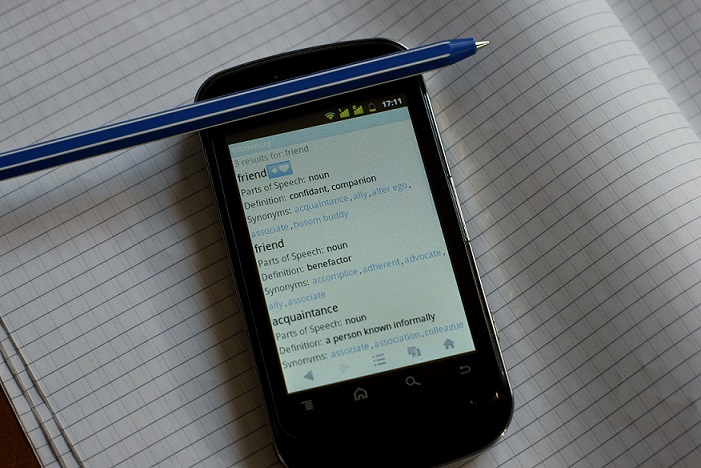 17:11
3 results for: friend
friend
Parts of Speech: noun
Definition: confidant, companion
Synonyms: acquaintance, ally, alter ego,
associate, bosom buddy
friend
Parts of Speech: noun
Definition: benefactor
Synonyms: accomplice, adherent, advocate,
ally, associate
acquaintance
Parts of Speech: noun
Definition: a person known informally
Synonyms: associate, association, colleague